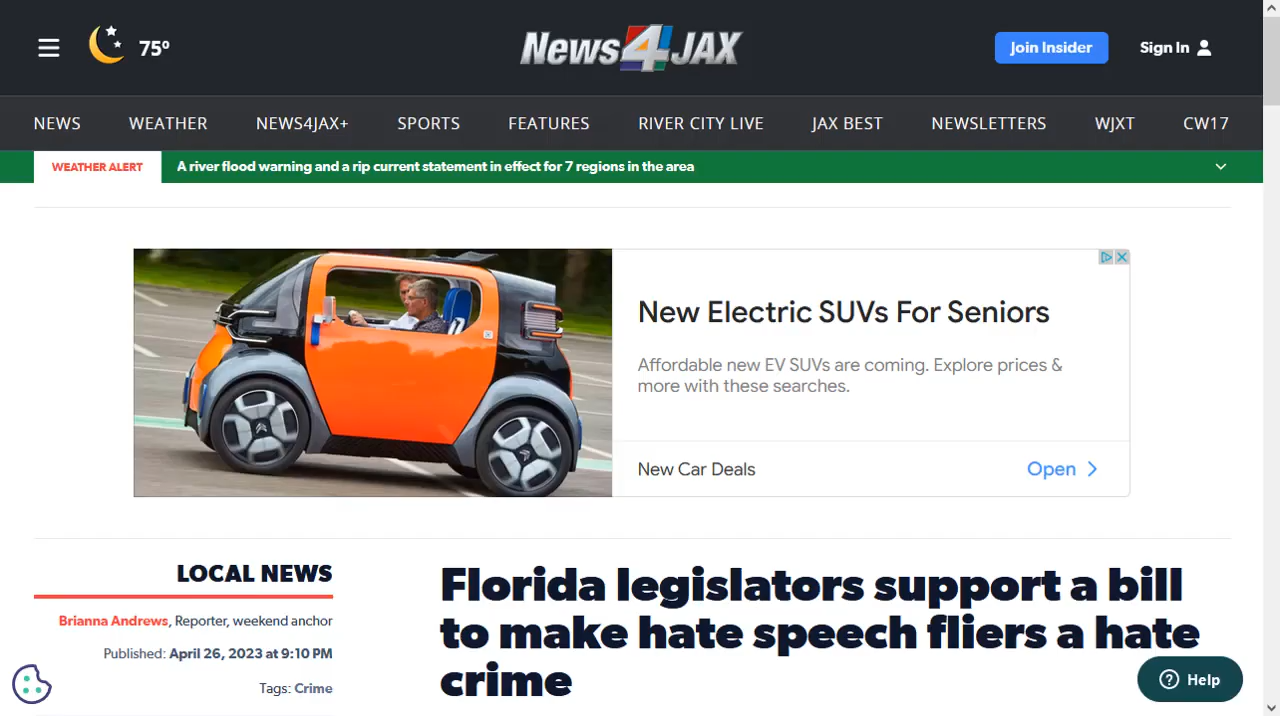 75°
News4JAX
Join Insider
Sign In
NEWS WEATHER NEWS4JAX+ SPORTS FEATURES RIVER CITY LIVE JAX BEST NEWSLETTERS WJXT CW17
WEATHER ALERT
A river flood warning and a rip current statement in effect for 7 regions in the area
New Electric SUVs For Seniors
Affordable new EV SUVs are coming. Explore prices &
more with these searches.
New Car Deals
Open
LOCAL NEWS
Brianna Andrews, Reporter, weekend anchor
Published: April 26, 2023 at 9:10 PM
Tags: Crime
Florida legislators support a bill
to make hate speech fliers a hate
crime
Help